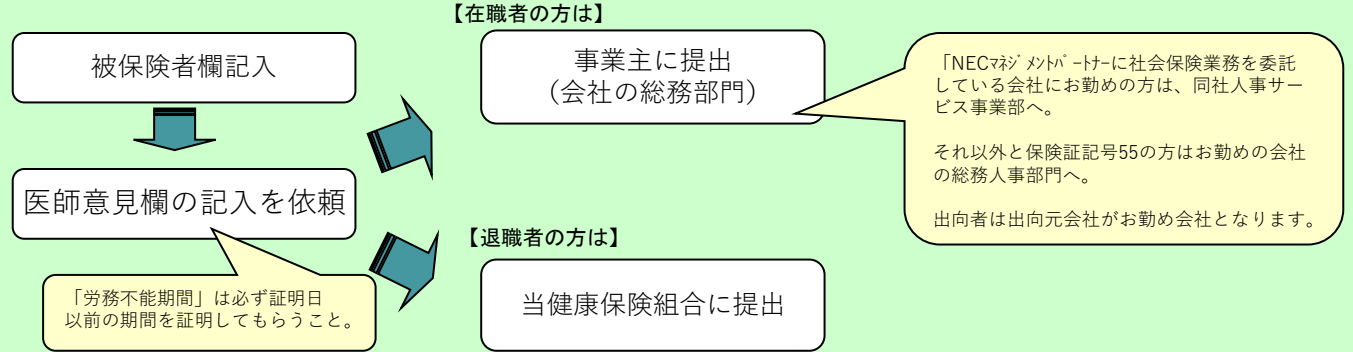 被保険者欄記入
医師意見欄の記入を依頼
「労務不能期間」は必ず証明日
以前の期間を証明してもらうこと。
【在職者の方は】
事業主に提出
（会社の総務部門）
「NECﾏﾈｼﾞﾒﾝﾄﾊﾟｰﾄﾅｰに社会保険業務を委託
している会社にお勤めの方は、同社人事サー
ビス事業部へ。
それ以外と保険証記号55の方はお勤めの会社
の総務人事部門へ。
出向者は出向元会社がお勤め会社となります。
【退職者の方は】
当健康保険組合に提出